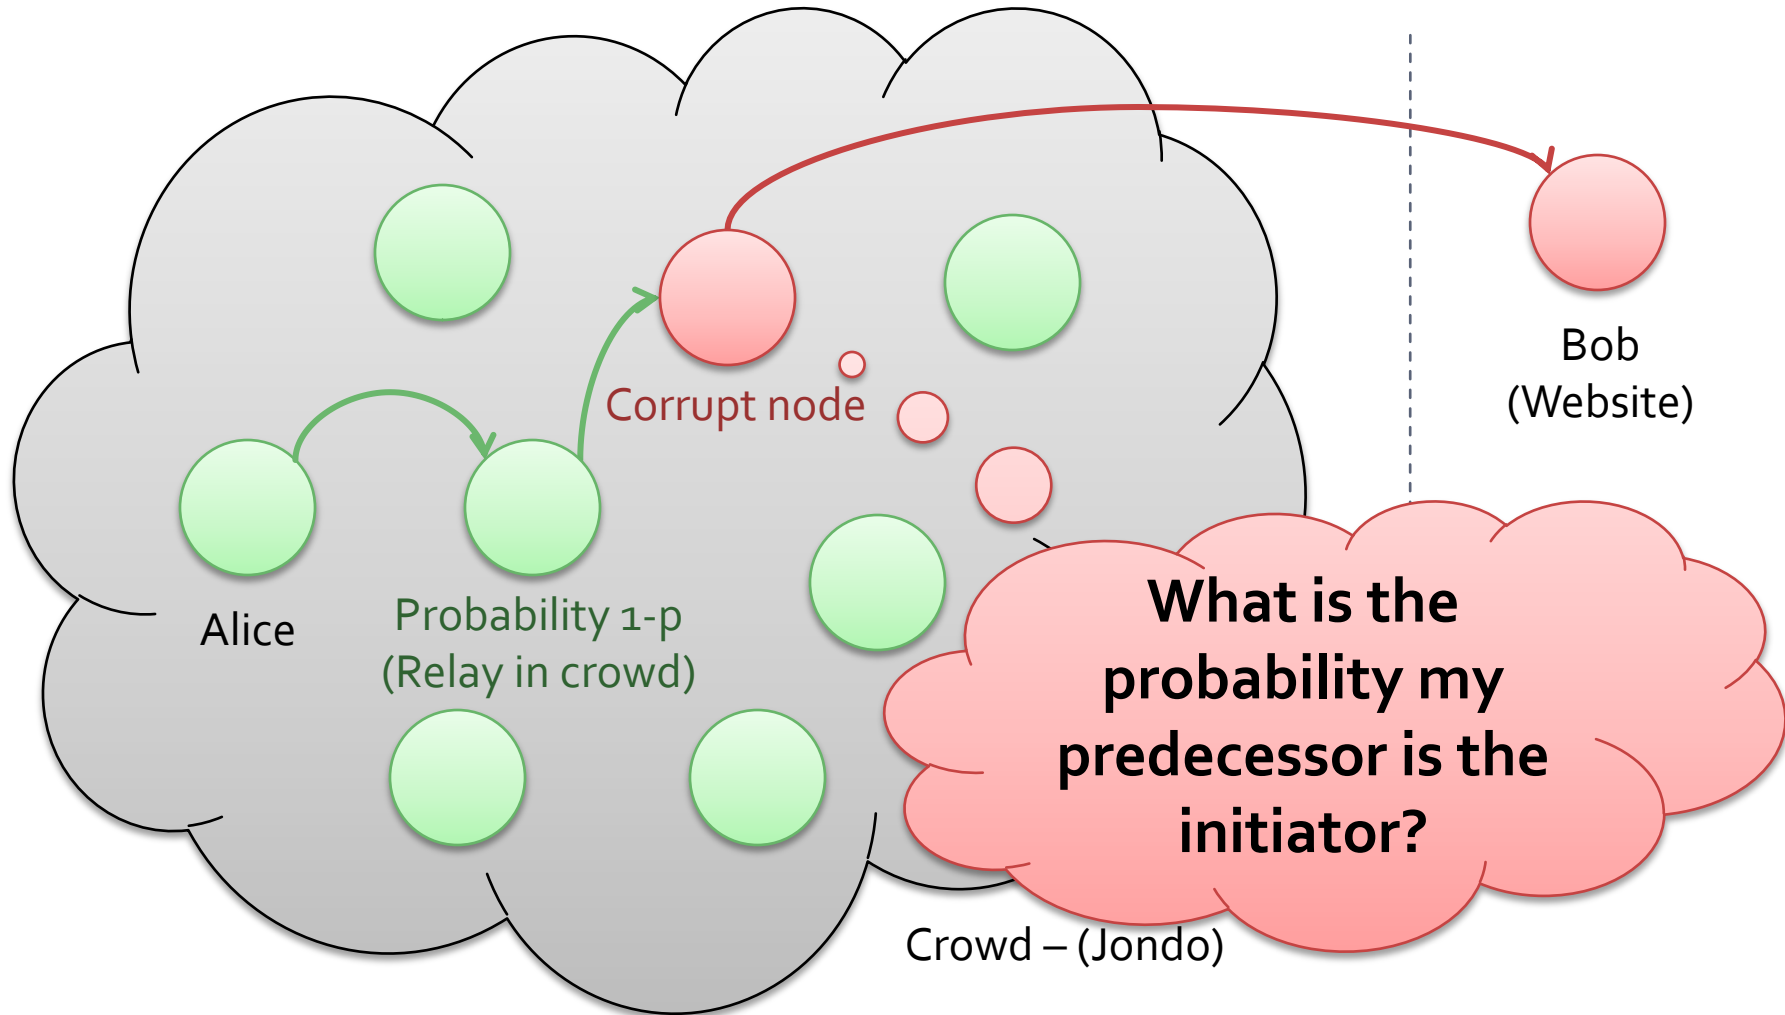 Bob
(Website)
Corrupt node
Alice
Probability 1-p
(Relay in crowd)
What is the
probability my
predecessor is the
initiator?
Crowd – (Jondo)